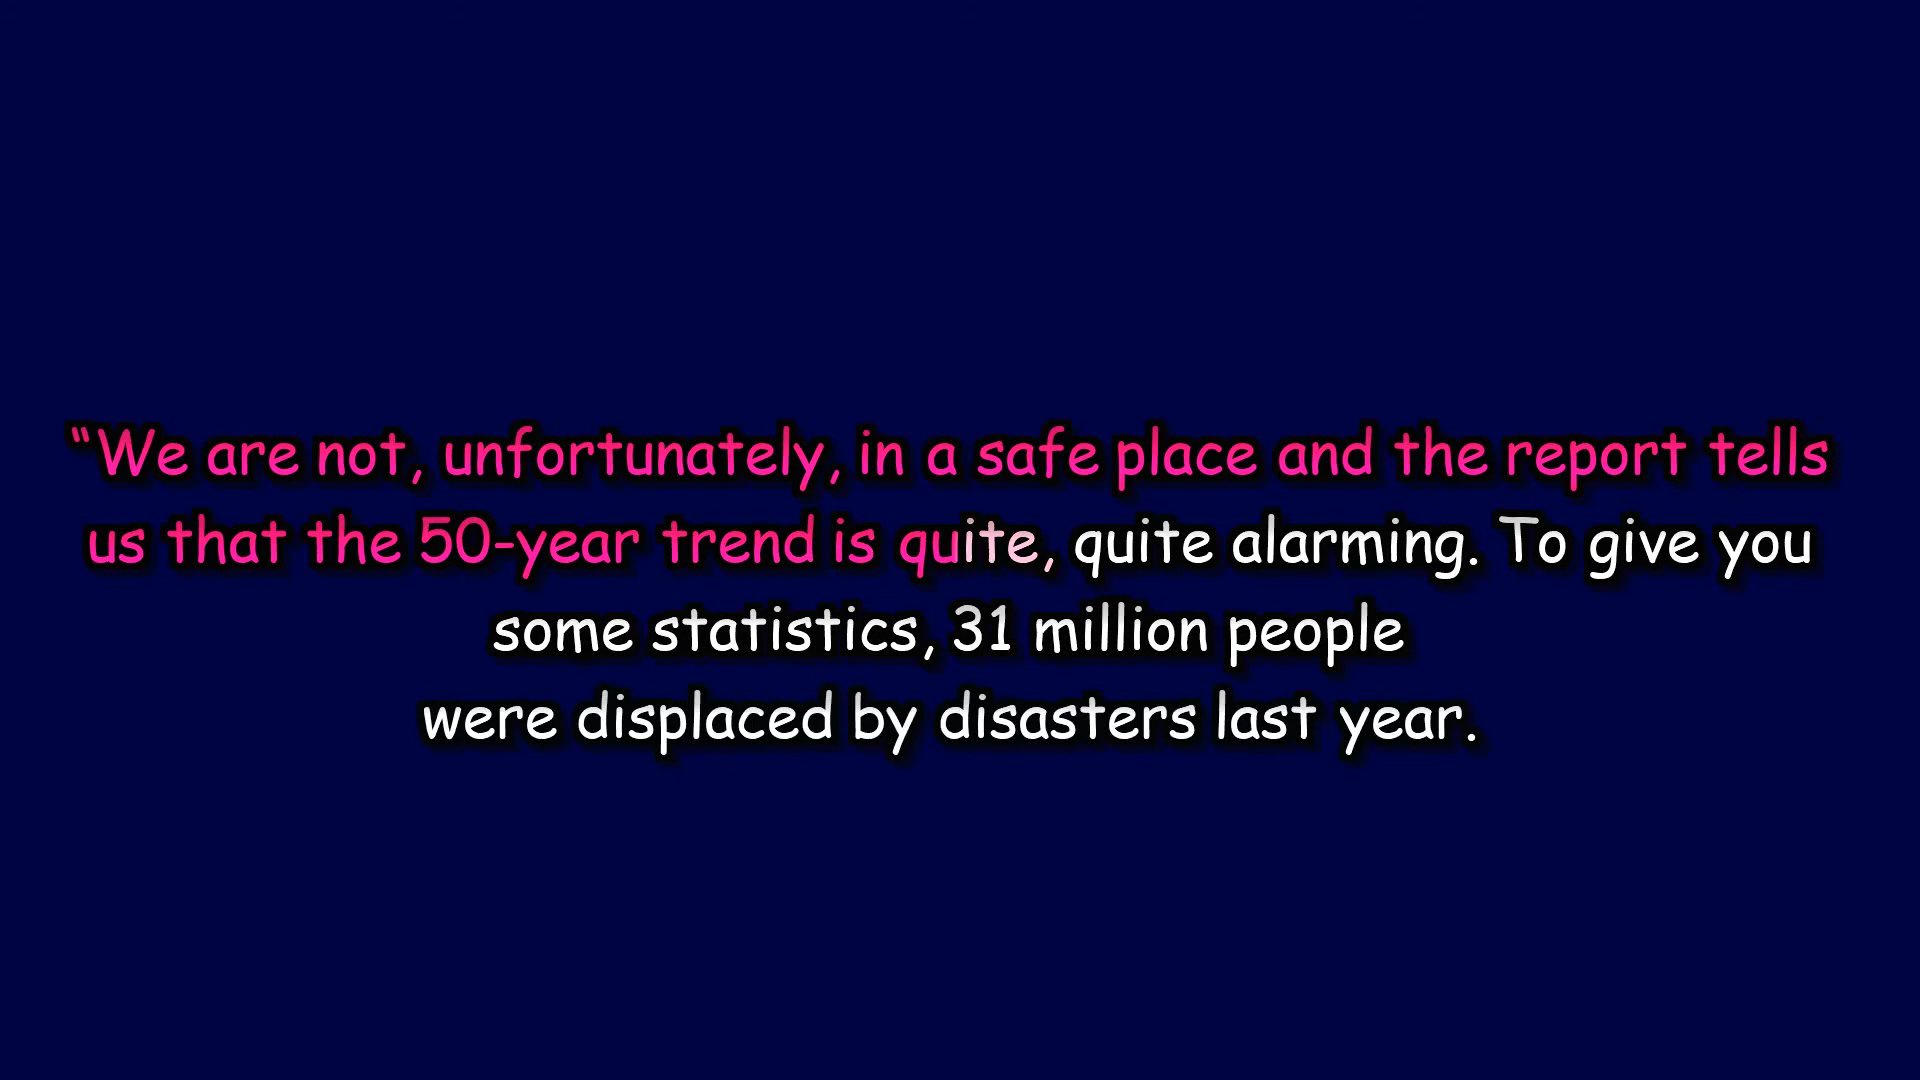 “We are not, unfortunately, in a safe place and the report tells
us that the 50-year trend is quite, quite alarming. To give you
some statistics, 31 million people
were displaced by disasters last year.